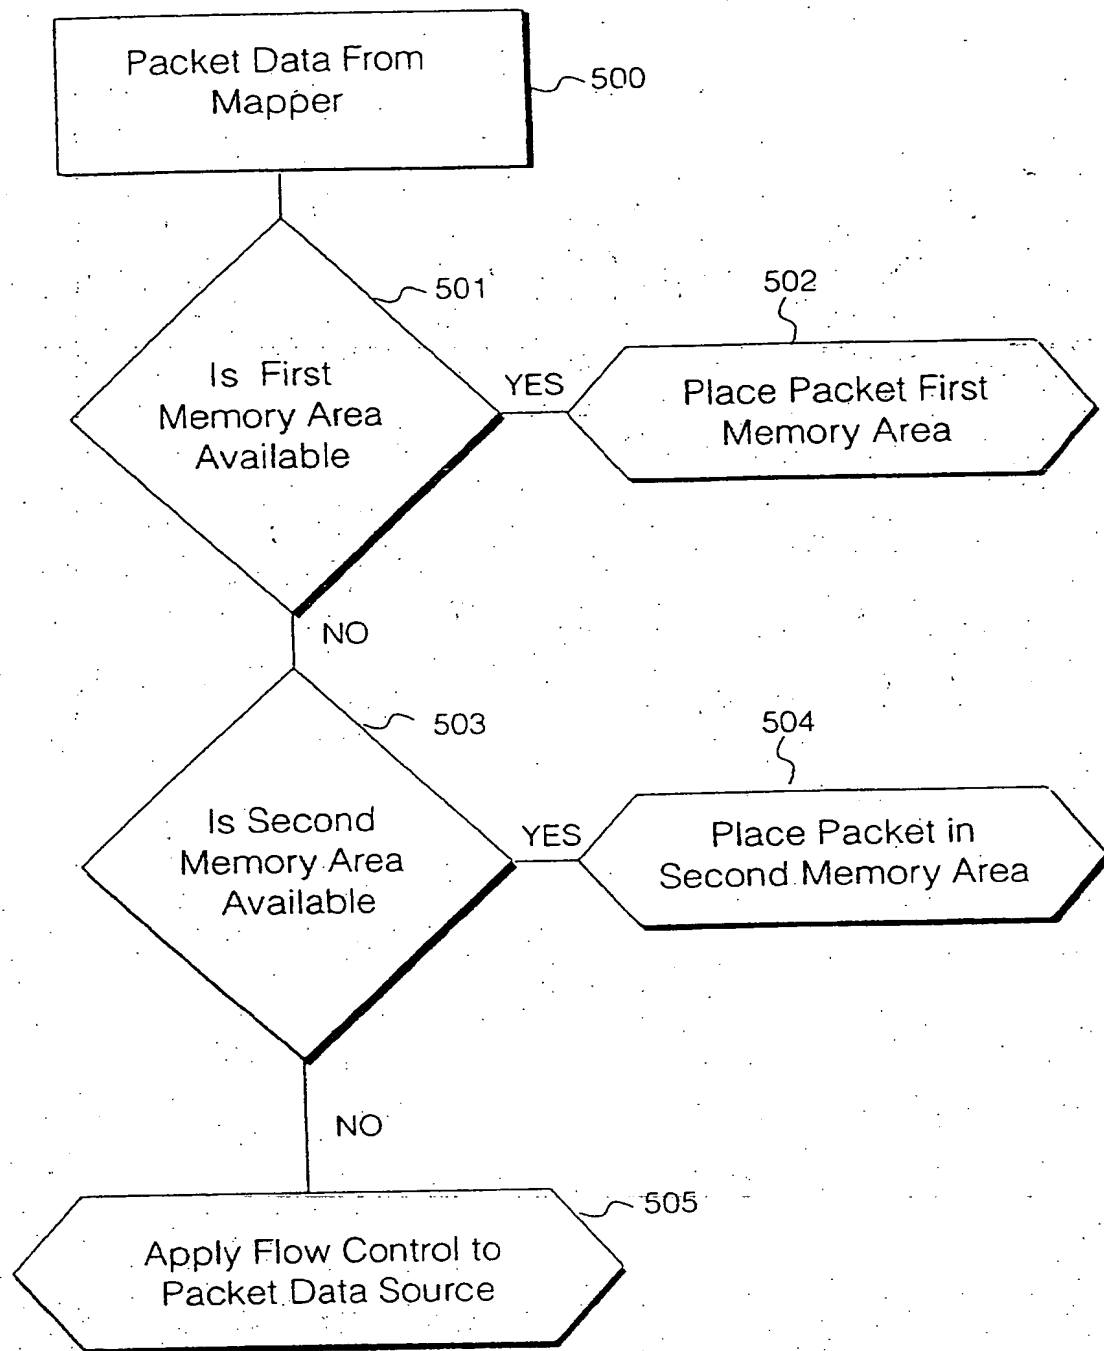 Packet Data From
Mapper
500
501
Is First
Memory Area
Available
YES
502
Place Packet First
Memory Area
NO
503
Is Second
Memory Area
Available
YES
504
Place Packet in
Second Memory Area
NO
505
Apply Flow Control to
Packet Data Source